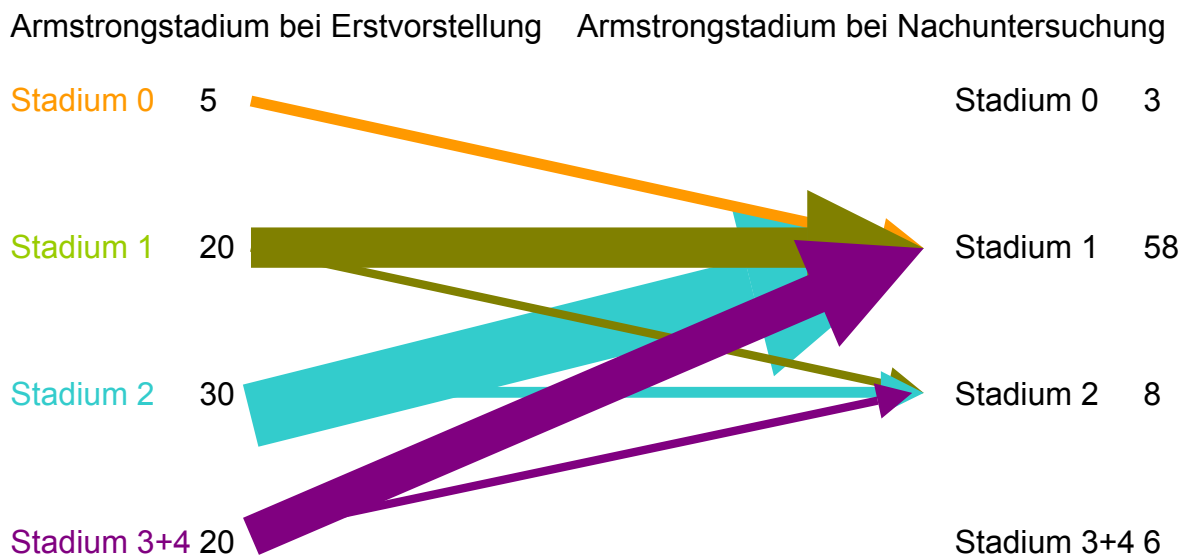 Armstrongstadium bei Erstvorstellung Armstrongstadium bei Nachuntersuchung
Stadium 0 5 Stadium 0 3
Stadium 1 20 Stadium 1 58
Stadium 2 30 Stadium 2 8
Stadium 3+4 20 Stadium 3+4 6